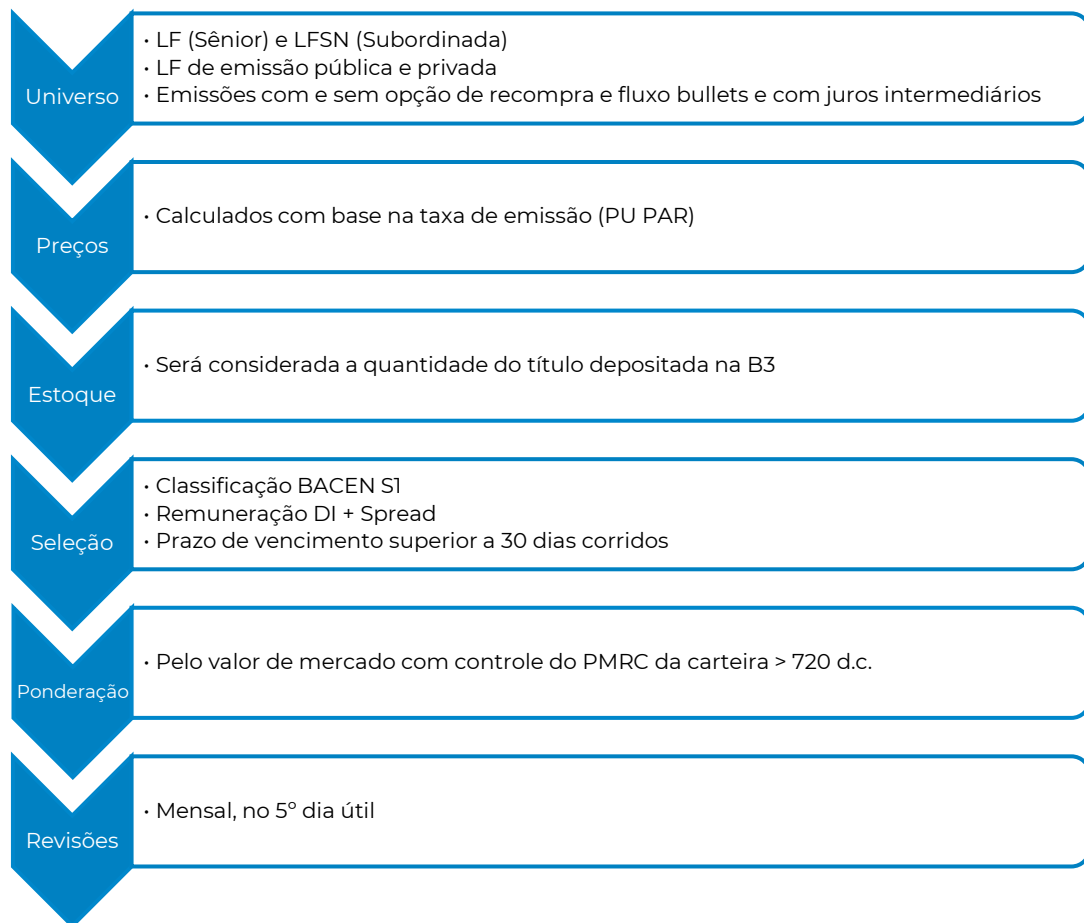 Universo
• LF (Sênior) e LFSN (Subordinada)
• LF de emissão pública e privada
• Emissões com e sem opção de recompra e fluxo bullets e com juros intermediários
Preços
• Calculados com base na taxa de emissão (PU PAR)
Estoque
• Será considerada a quantidade do título depositada na B3
Seleção
• Classificação BACEN S1
• Remuneração DI + Spread
• Prazo de vencimento superior a 30 dias corridos
Ponderação
• Pelo valor de mercado com controle do PMRC da carteira > 720 d.c.
Revisões
• Mensal, no 5º dia útil